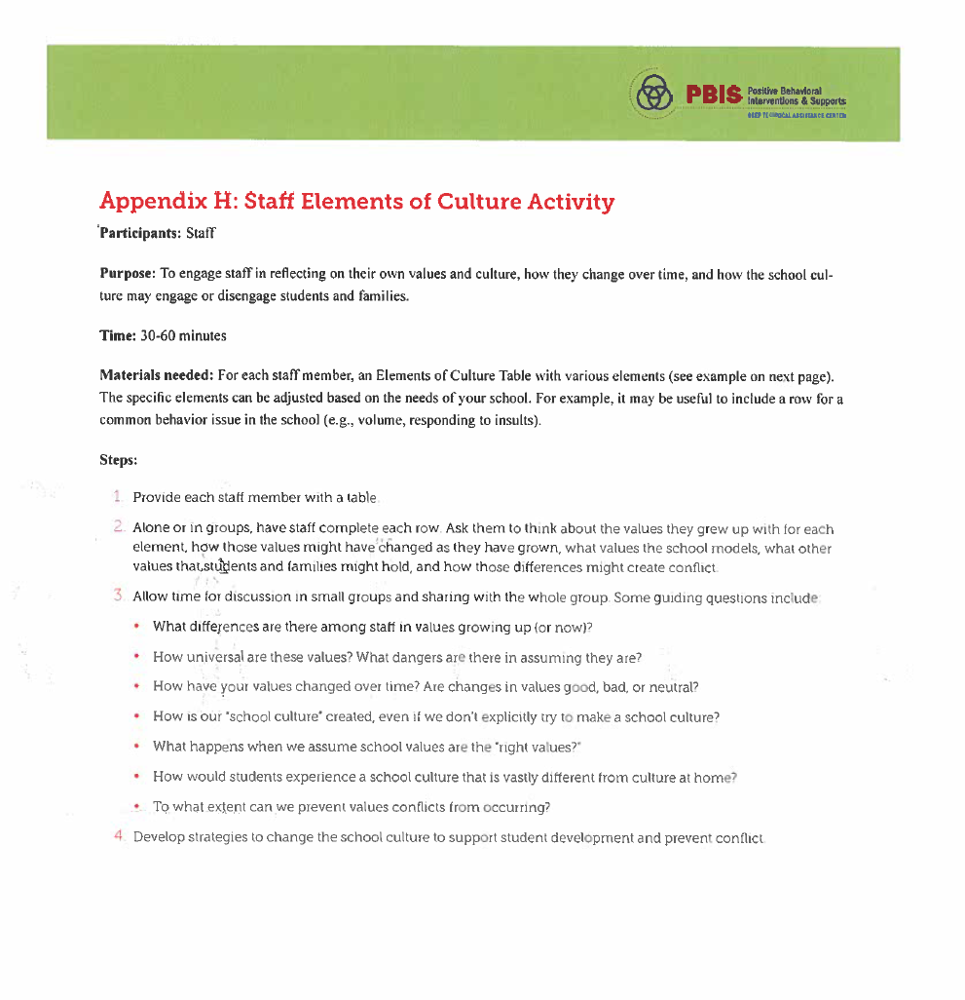 PBIS Positive Behavioral
Interventions & Supports
OSEP TECHNICAL ASSISTANCE CENTER
Appendix H: Staff Elements of Culture Activity
Participants: Staff
Purpose: To engage staff in reflecting on their own values and culture, how they change over time, and how the school cul-
ture may engage or disengage students and families.
Time: 30-60 minutes
Materials needed: For each staff member, an Elements of Culture Table with various elements (see example on next page).
The specific elements can be adjusted based on the needs of your school. For example, it may be useful to include a row for a
common behavior issue in the school (e.g., volume, responding to insults).
Steps:
1. Provide each staff member with a table.
2. Alone or in groups, have staff complete each row. Ask them to think about the values they grew up with for each
element, how those values might have changed as they have grown, what values the school models, what other
values that students and families might hold, and how those differences might create conflict.
3. Allow time for discussion in small groups and sharing with the whole group. Some guiding questions include:
• What differences are there among staff in values growing up (or now)?
• How universal are these values? What dangers are there in assuming they are?
• How have your values changed over time? Are changes in values good, bad, or neutral?
• How is our "school culture" created, even if we don't explicitly try to make a school culture?
• What happens when we assume school values are the "right values?"
• How would students experience a school culture that is vastly different from culture at home?
• To what extent can we prevent values conflicts from occurring?
4. Develop strategies to change the school culture to support student development and prevent conflict.